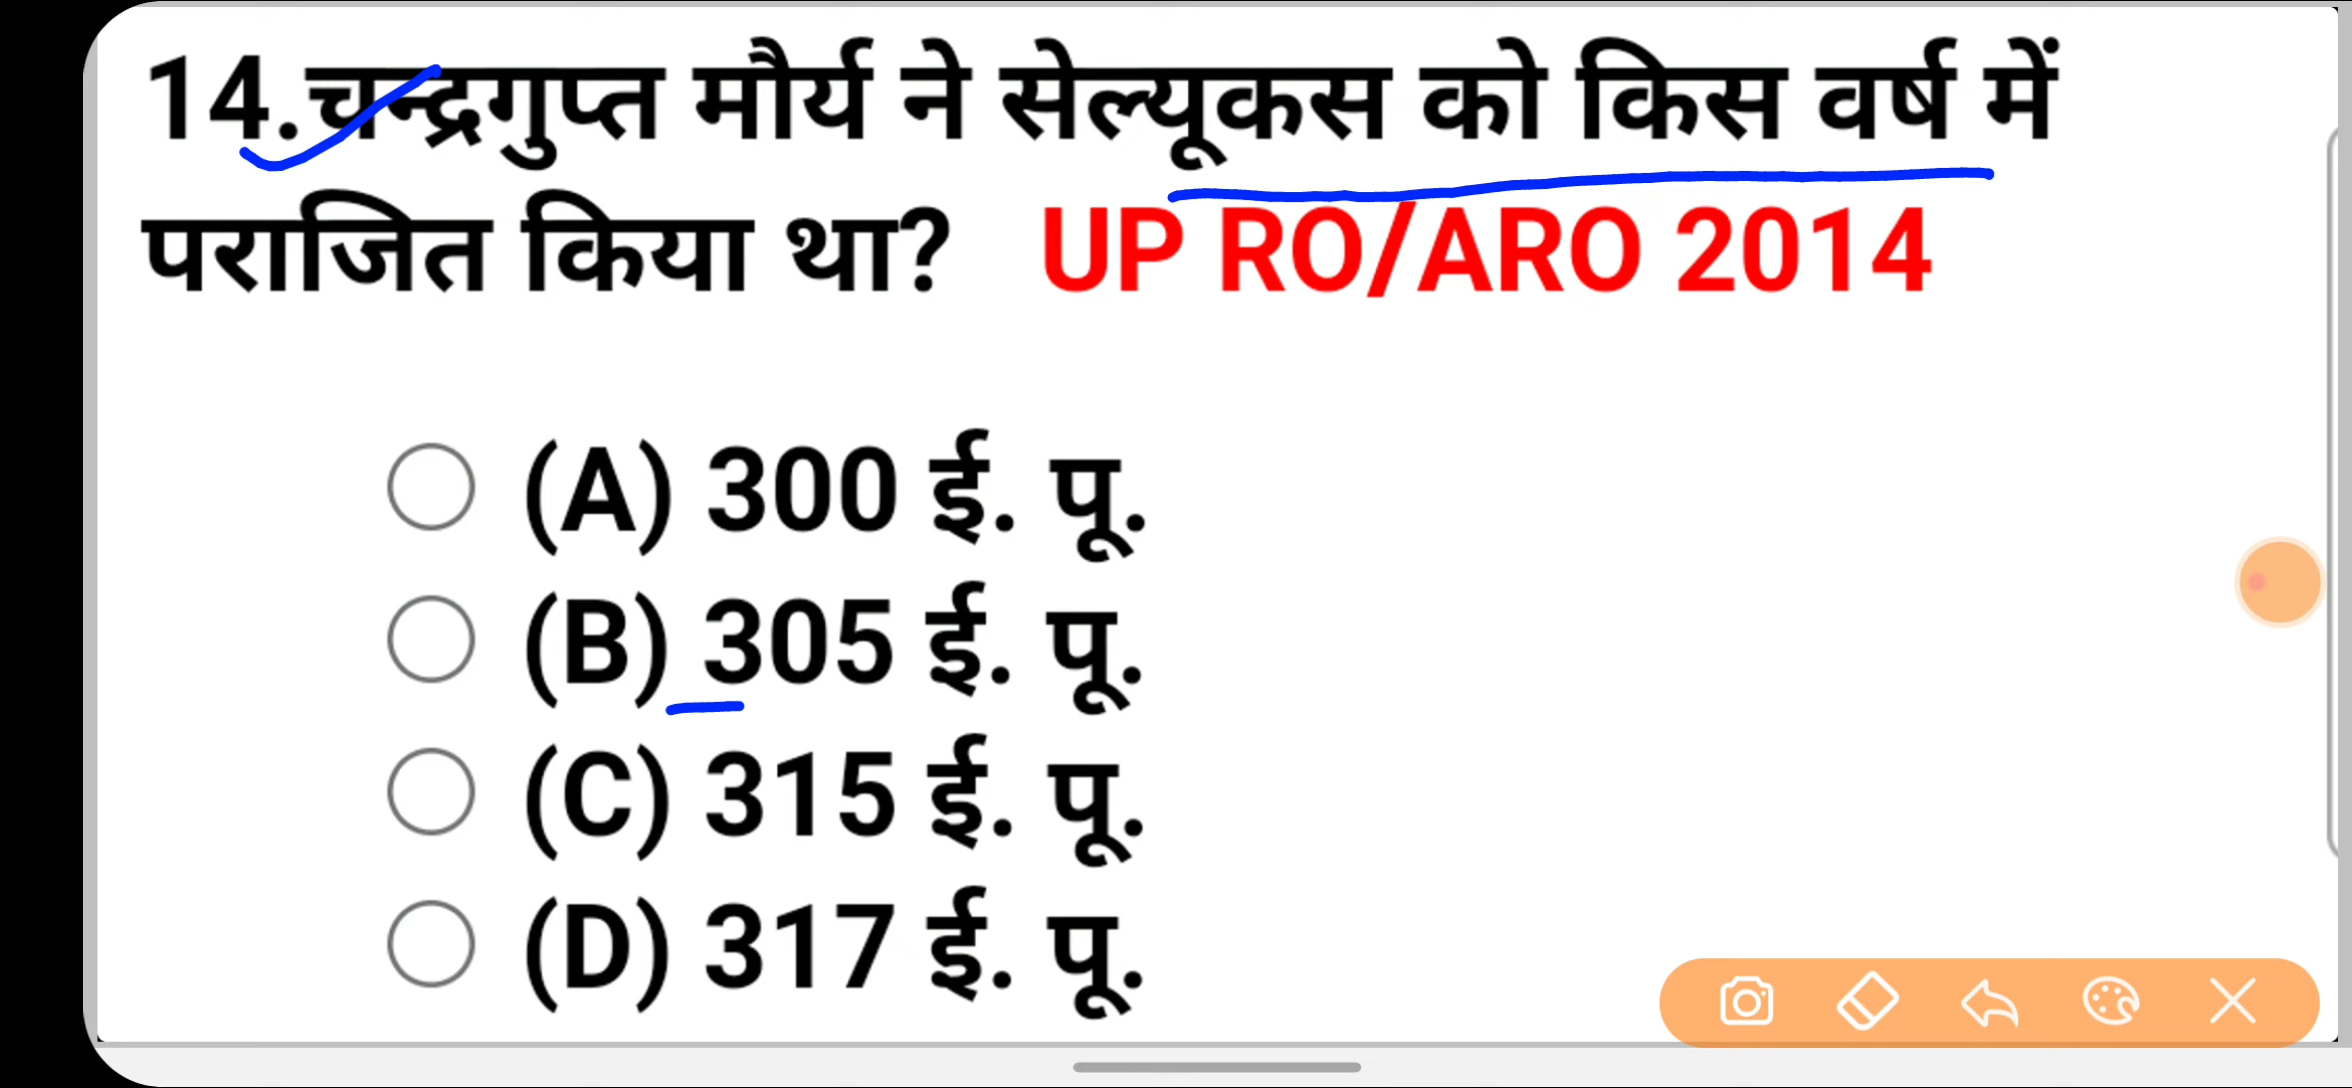 14.चन्द्रगुप्त मौर्य ने सेल्यूकस को किस वर्ष में
पराजित किया था? UP RO/ARO 2014
(A) 300 ई. पू.
(B) 305 ई. पू.
(C) 315 ई. पू.
(D) 317 ई. पू.